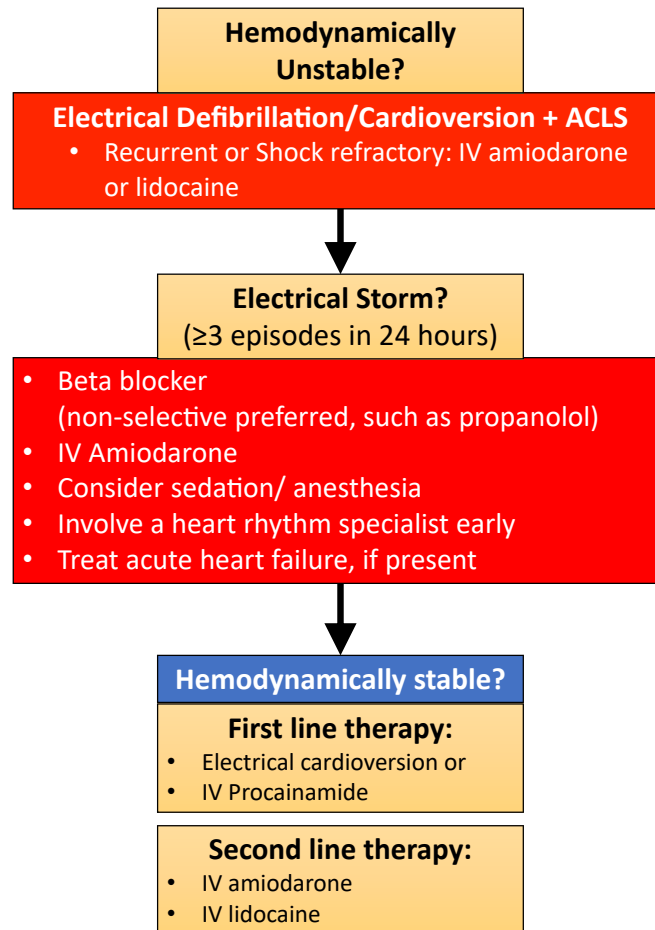 Hemodynamically
Unstable?
Electrical Defibrillation/Cardioversion + ACLS
• Recurrent or Shock refractory: IV amiodarone
or lidocaine
Electrical Storm?
(≥3 episodes in 24 hours)
• Beta blocker
(non-selective preferred, such as propanolol)
• IV Amiodarone
• Consider sedation/ anesthesia
• Involve a heart rhythm specialist early
• Treat acute heart failure, if present
Hemodynamically stable?
First line therapy:
• Electrical cardioversion or
• IV Procainamide
Second line therapy:
• IV amiodarone
• IV lidocaine